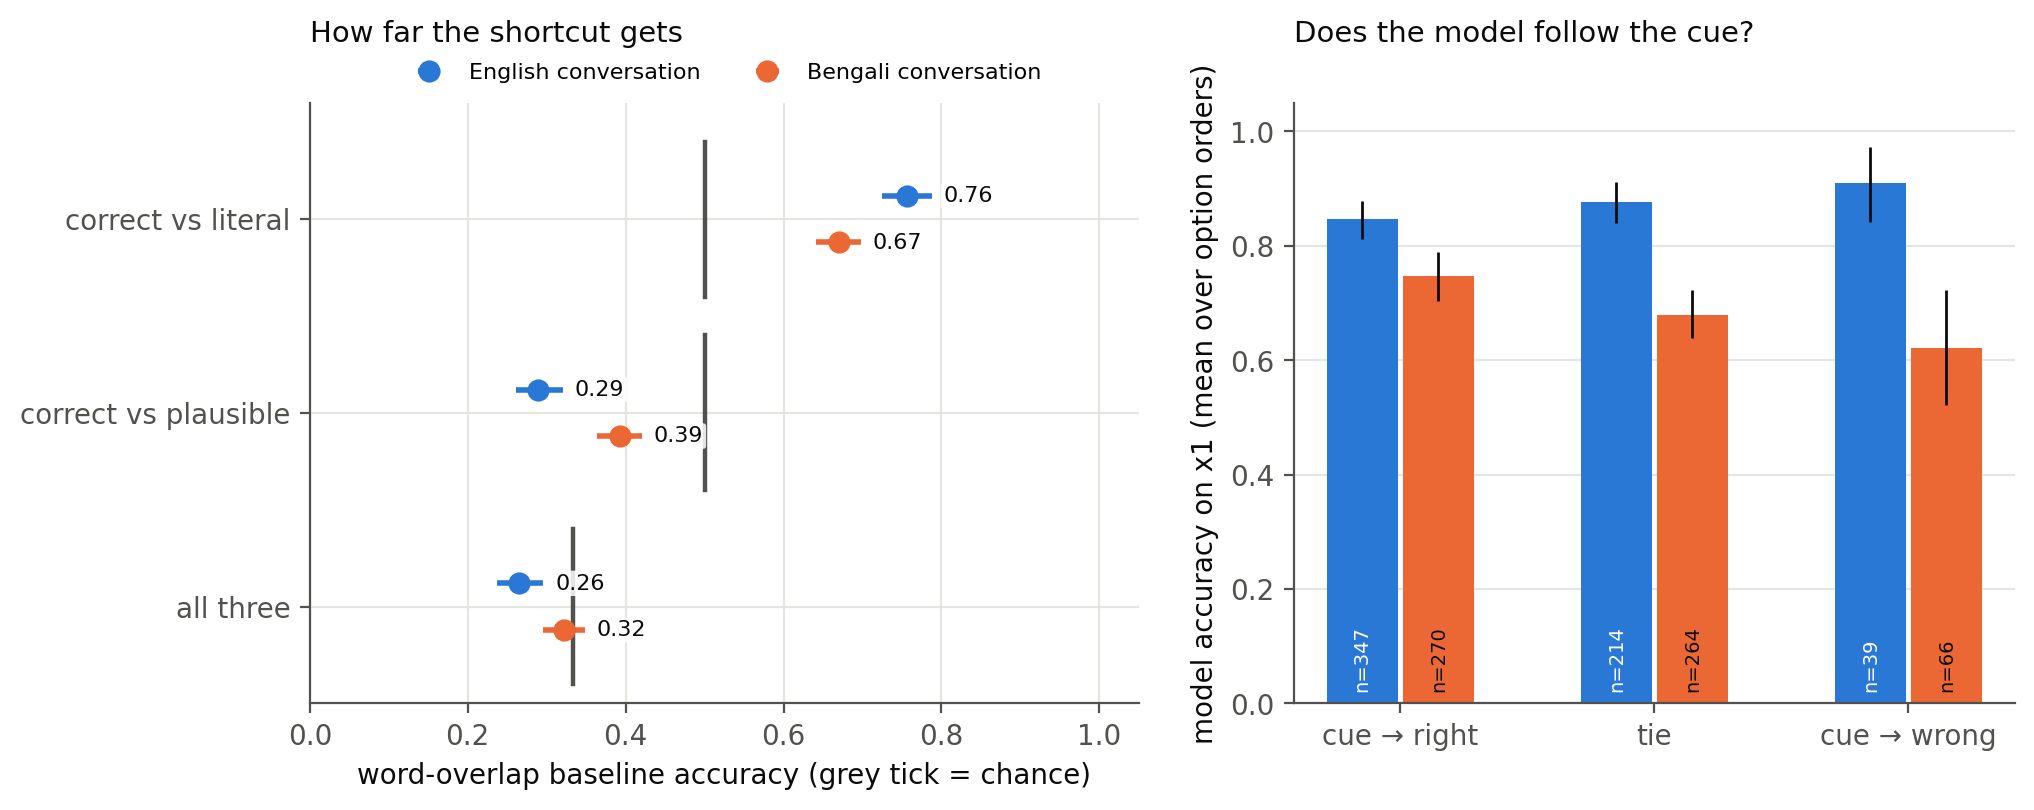 How far the shortcut gets
English conversation
Bengali conversation
correct vs literal
correct vs plausible
all three
0.76
0.67
0.29
0.39
0.26
0.32
0.0 0.2 0.4 0.6 0.8 1.0
word-overlap baseline accuracy (grey tick = chance)
Does the model follow the cue?
model accuracy on x1 (mean over option orders)
1.0
0.8
0.6
0.4
0.2
0.0
n=347
n=270
n=214
n=264
n=39
n=66
cue → right
tie
cue → wrong